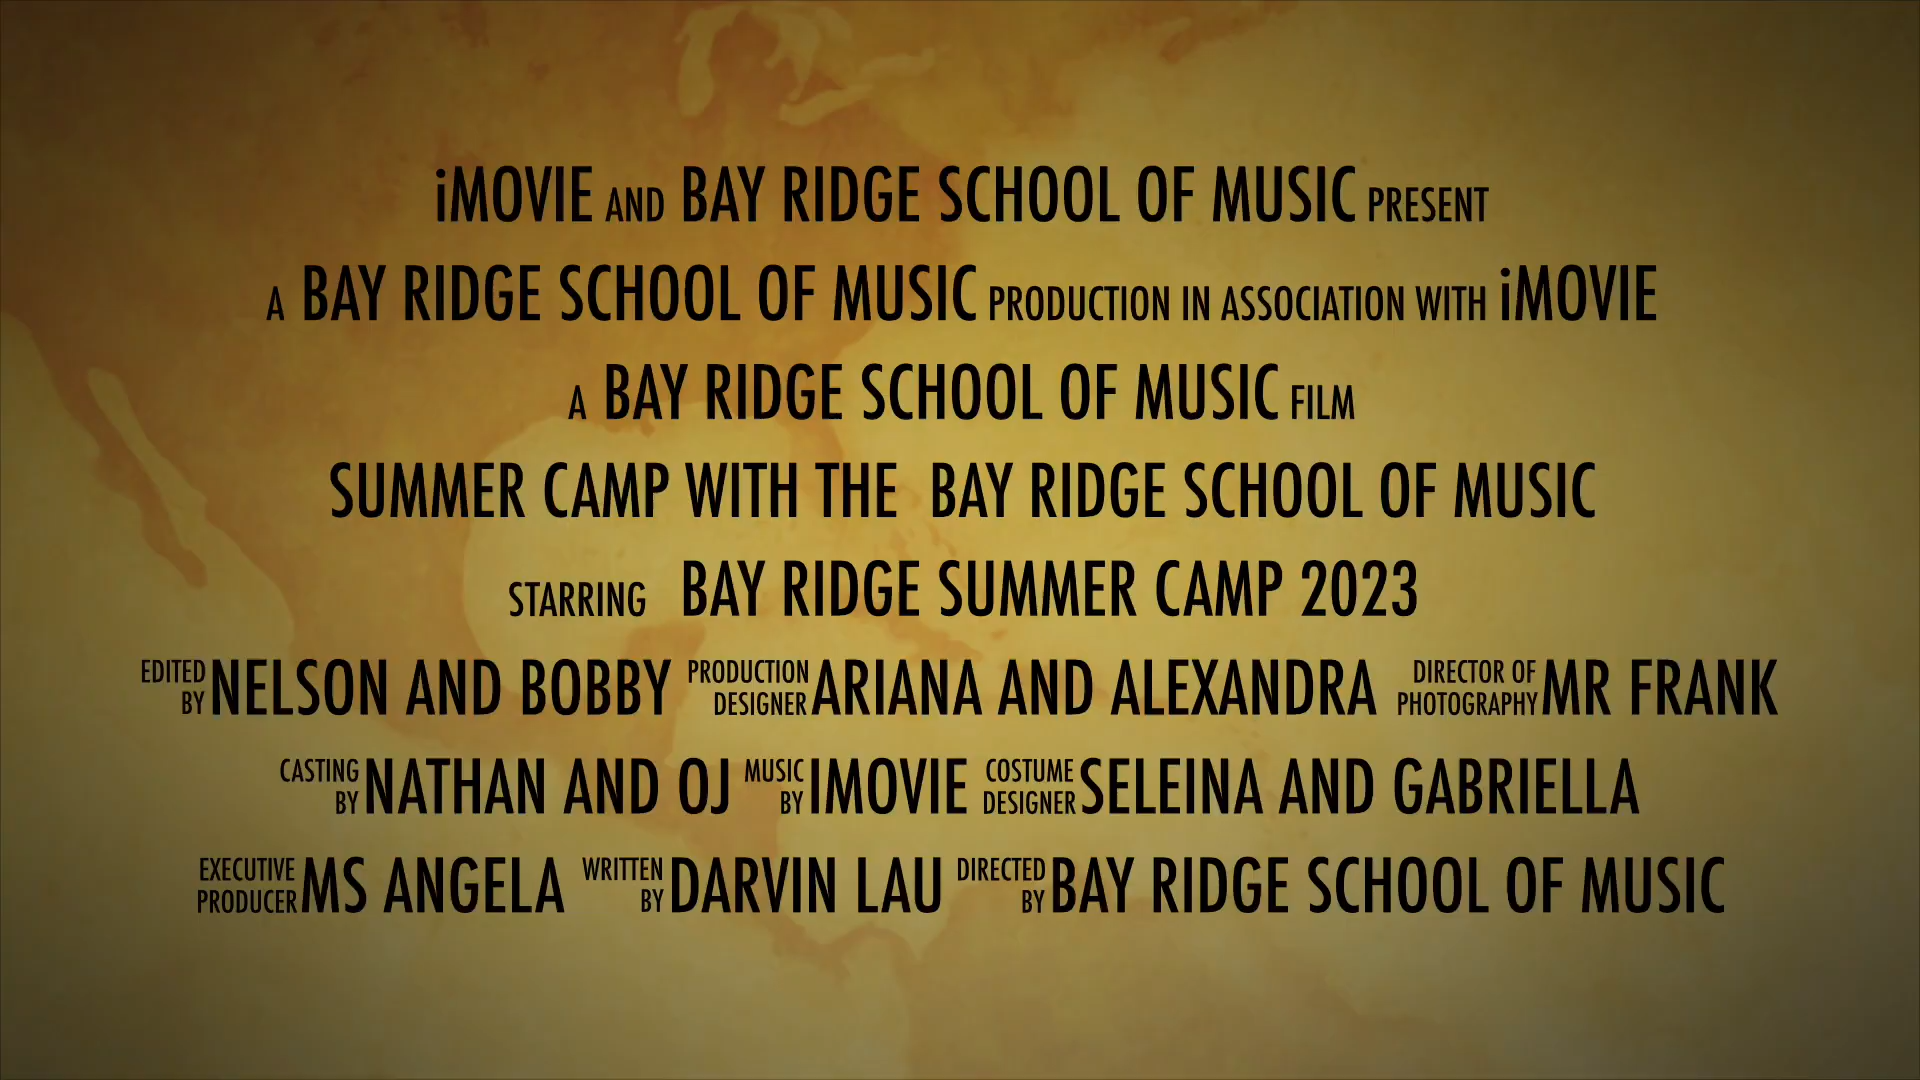 iMOVIE AND BAY RIDGE SCHOOL OF MUSIC PRESENT
A BAY RIDGE SCHOOL OF MUSIC PRODUCTION IN ASSOCIATION WITH iMOVIE
A BAY RIDGE SCHOOL OF MUSIC FILM
SUMMER CAMP WITH THE BAY RIDGE SCHOOL OF MUSIC
STARRING BAY RIDGE SUMMER CAMP 2023
EDITED BY NELSON AND BOBBY PRODUCTION DESIGNER ARIANA AND ALEXANDRA DIRECTOR OF PHOTOGRAPHY MR FRANK
CASTING BY NATHAN AND OJ MUSIC BY IMOVIE COSTUME DESIGNER SELEINA AND GABRIELLA
EXECUTIVE PRODUCER MS ANGELA WRITTEN BY DARVIN LAU DIRECTED BY BAY RIDGE SCHOOL OF MUSIC